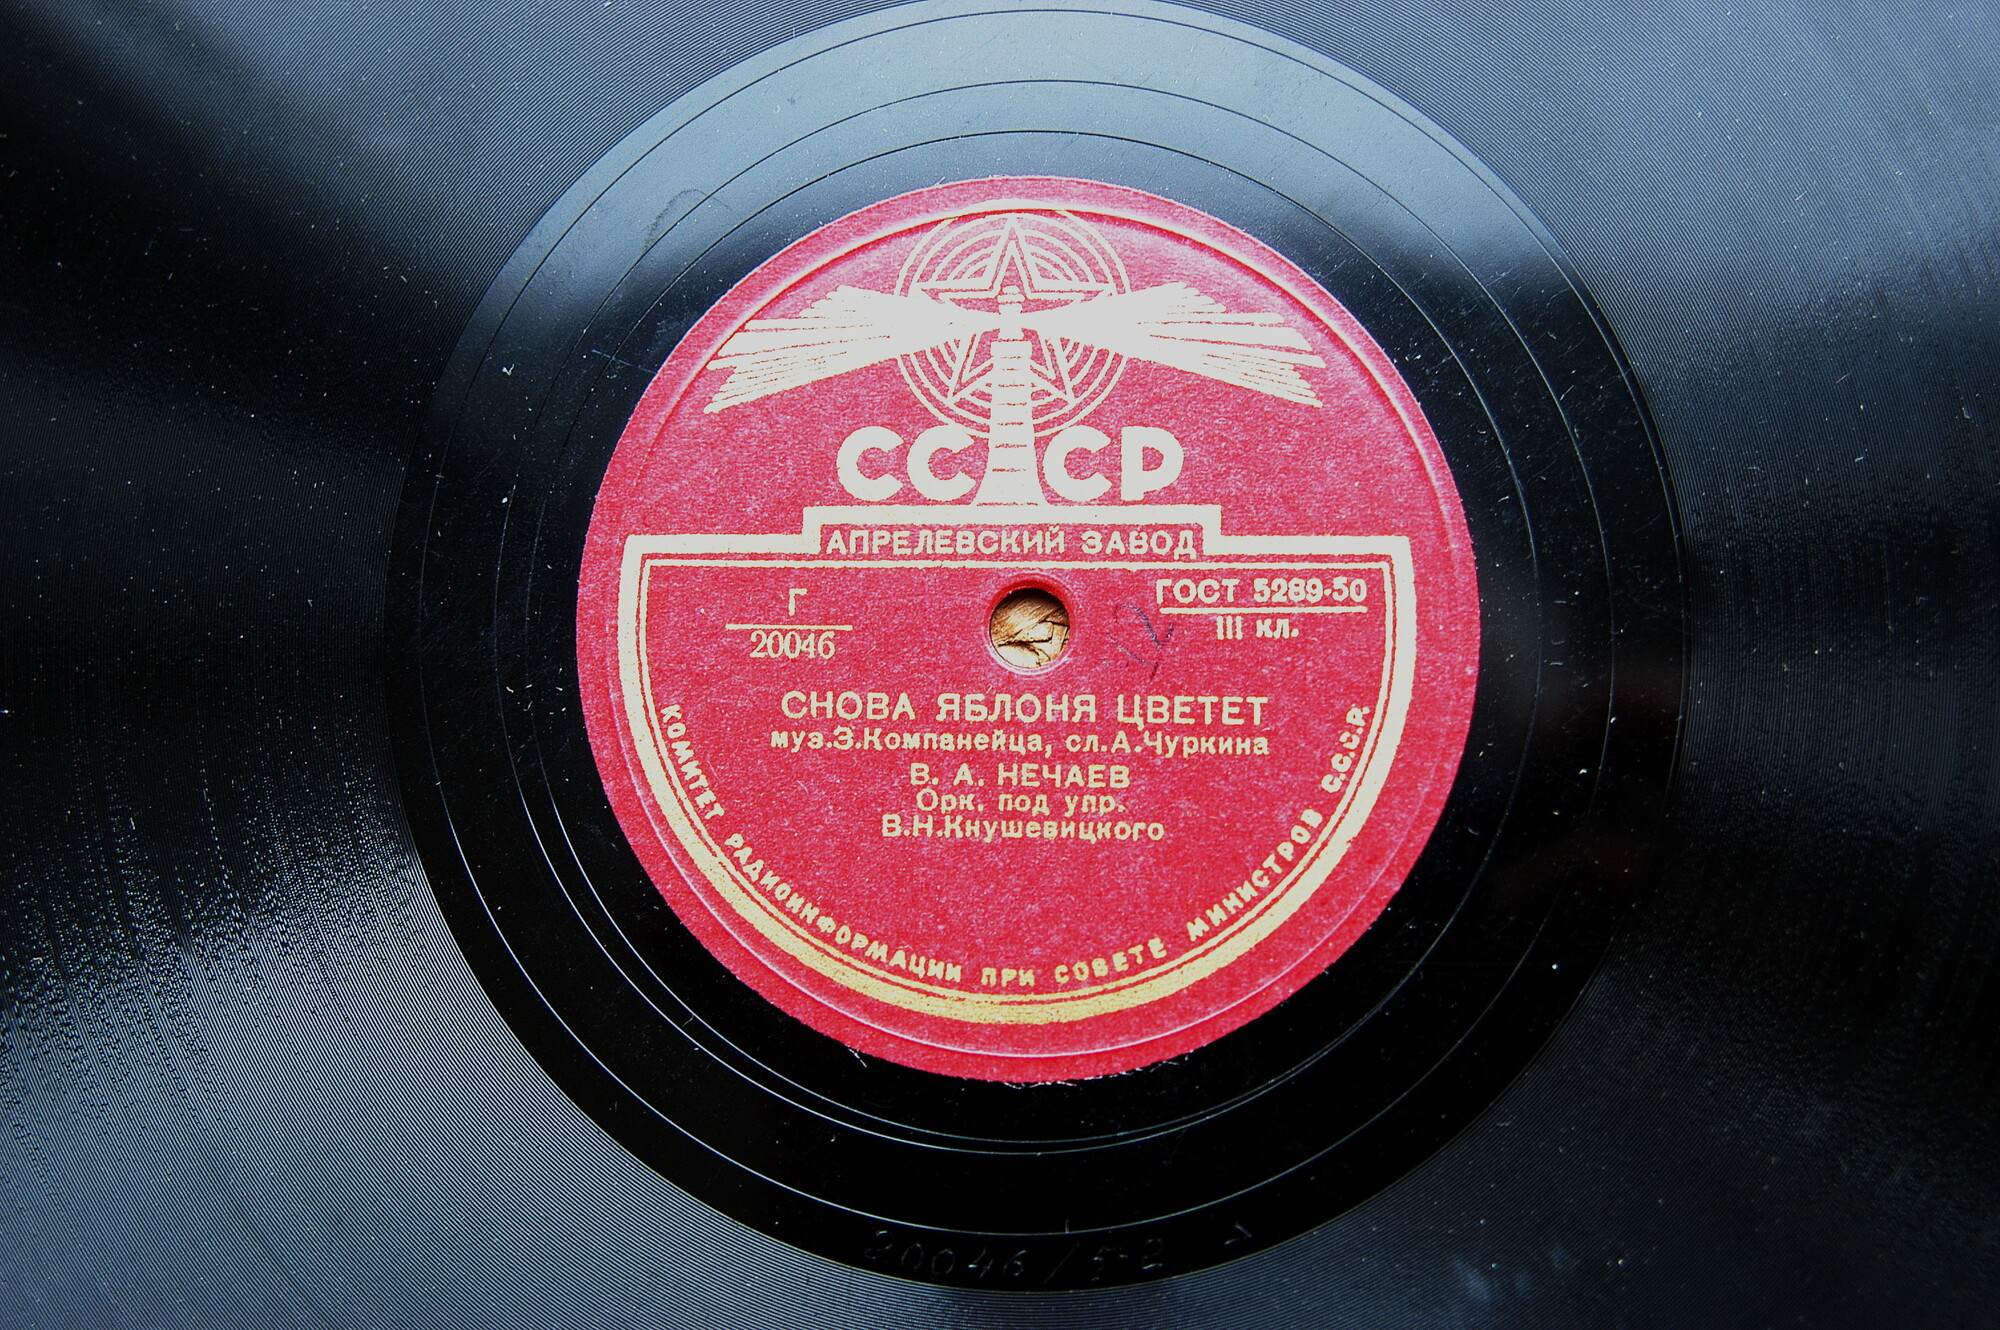 СССР
АПРЕЛЕВСКИЙ ЗАВОД
Г
20046
ГОСТ 5289-50
III кл.
СНОВА ЯБЛОНЯ ЦВЕТЕТ
муз.З.Компанейца, сл.А.Чуркина
В. А. НЕЧАЕВ
Орк. под упр.
В.Н.Кнушевицкого
КОМИТЕТ РАДИОИНФОРМАЦИИ ПРИ СОВЕТЕ МИНИСТРОВ С.С.С.Р.
20046/5-2